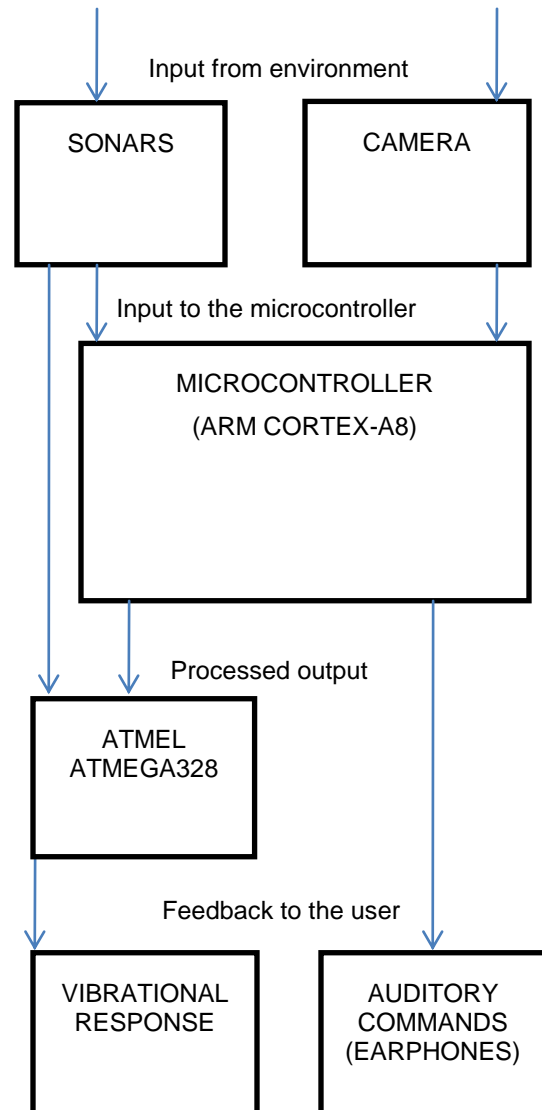 Input from environment
SONARS
CAMERA
Input to the microcontroller
MICROCONTROLLER
(ARM CORTEX-A8)
Processed output
ATMEL
ATMEGA328
Feedback to the user
VIBRATIONAL
RESPONSE
AUDITORY
COMMANDS
(EARPHONES)